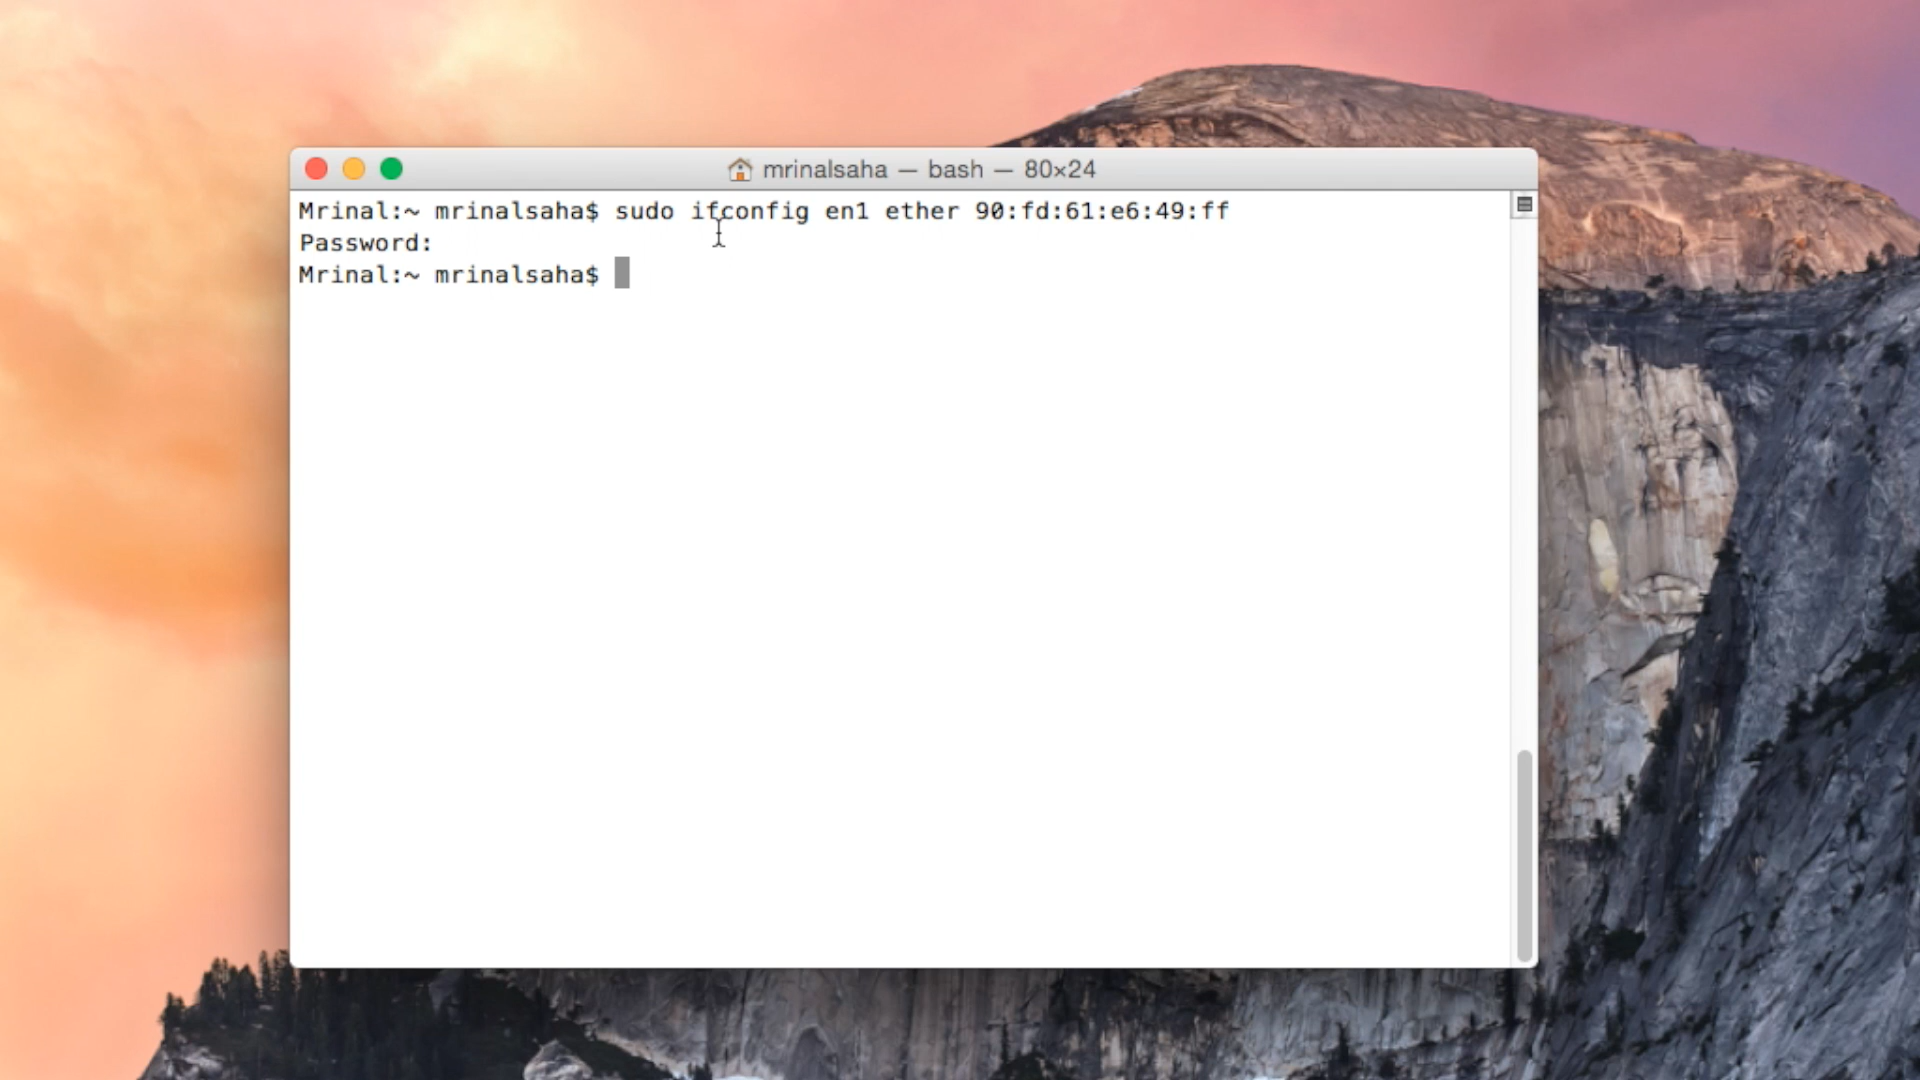 mrinalsaha — bash — 80×24
Mrinal:~ mrinalsaha$ sudo ifconfig en1 ether 90:fd:61:e6:49:ff
Password:
Mrinal:~ mrinalsaha$